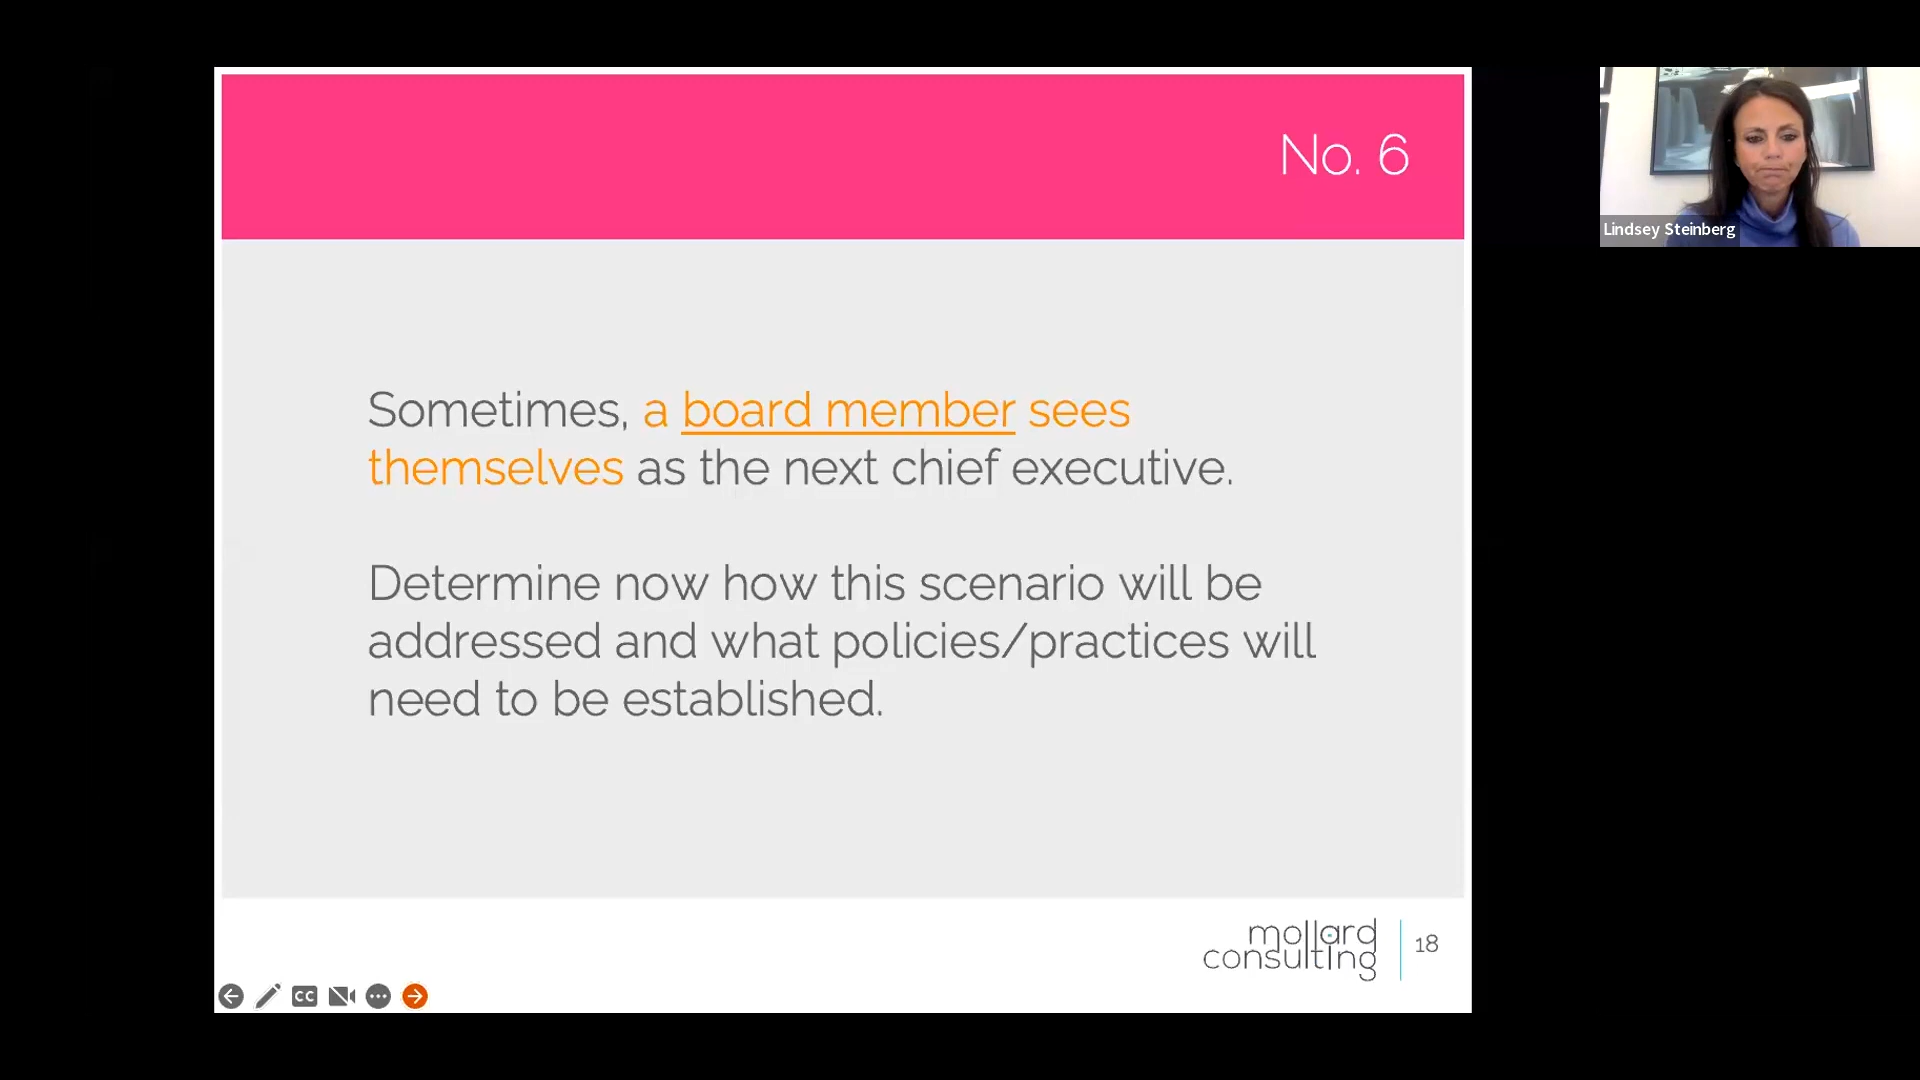 No. 6
Lindsey Steinberg
Sometimes, a board member sees
themselves as the next chief executive.
Determine now how this scenario will be
addressed and what policies/practices will
need to be established.
mollard
consulting
18
CC